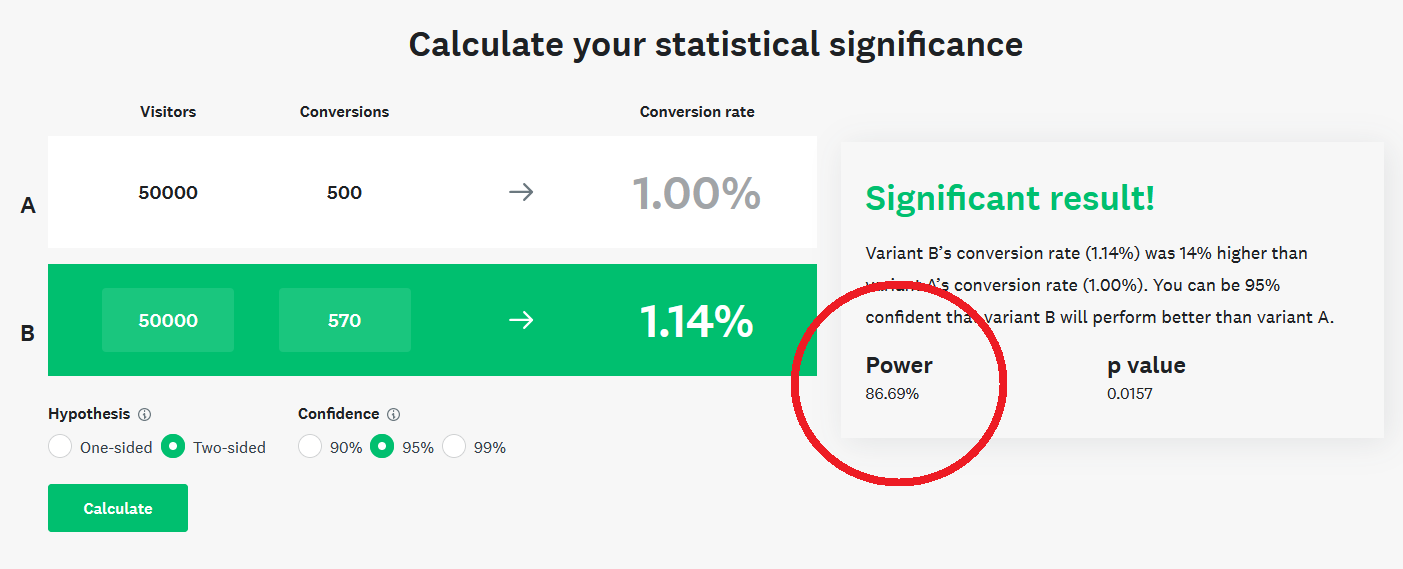 Calculate your statistical significance
Visitors Conversions Conversion rate
A 50000 500 → 1.00%
B 50000 570 → 1.14%
Hypothesis Confidence
One-sided Two-sided 90% 95% 99%
Calculate
Significant result!
Variant B’s conversion rate (1.14%) was 14% higher than
variant A’s conversion rate (1.00%). You can be 95%
confident that variant B will perform better than variant A.
Power p value
86.69% 0.0157